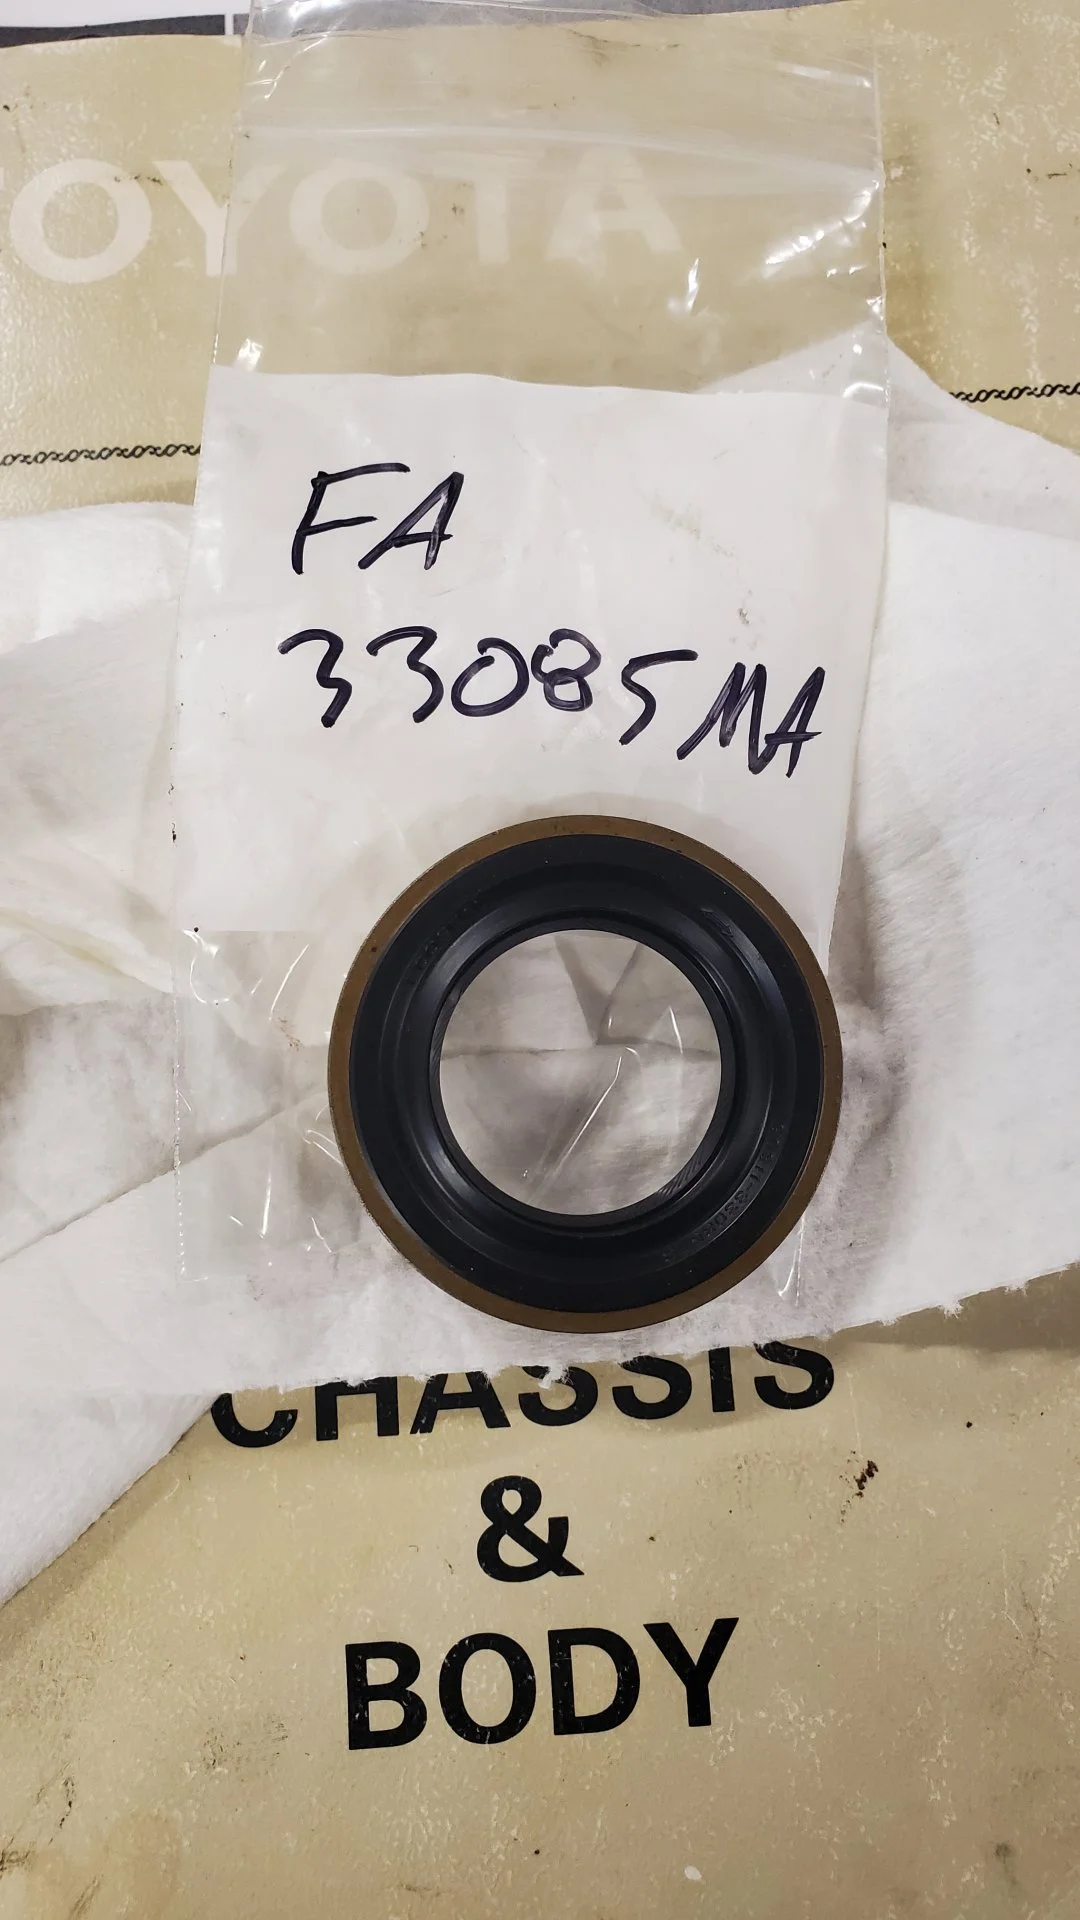 TOYOTA
FA
33085MA
CHASSIS
&
BODY